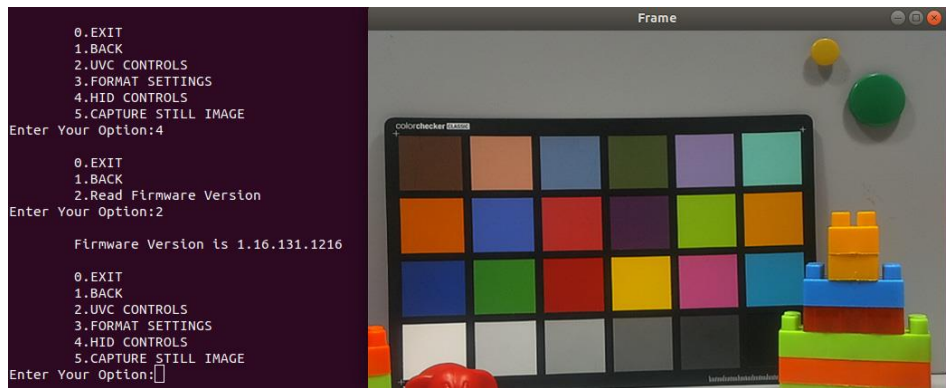 0.EXIT
1.BACK
2.UVC CONTROLS
3.FORMAT SETTINGS
4.HID CONTROLS
5.CAPTURE STILL IMAGE
Enter Your Option:4
0.EXIT
1.BACK
2.Read Firmware Version
Enter Your Option:2
Firmware Version is 1.16.131.1216
0.EXIT
1.BACK
2.UVC CONTROLS
3.FORMAT SETTINGS
4.HID CONTROLS
5.CAPTURE STILL IMAGE
Enter Your Option:
Frame
colorchecker CLASSIC